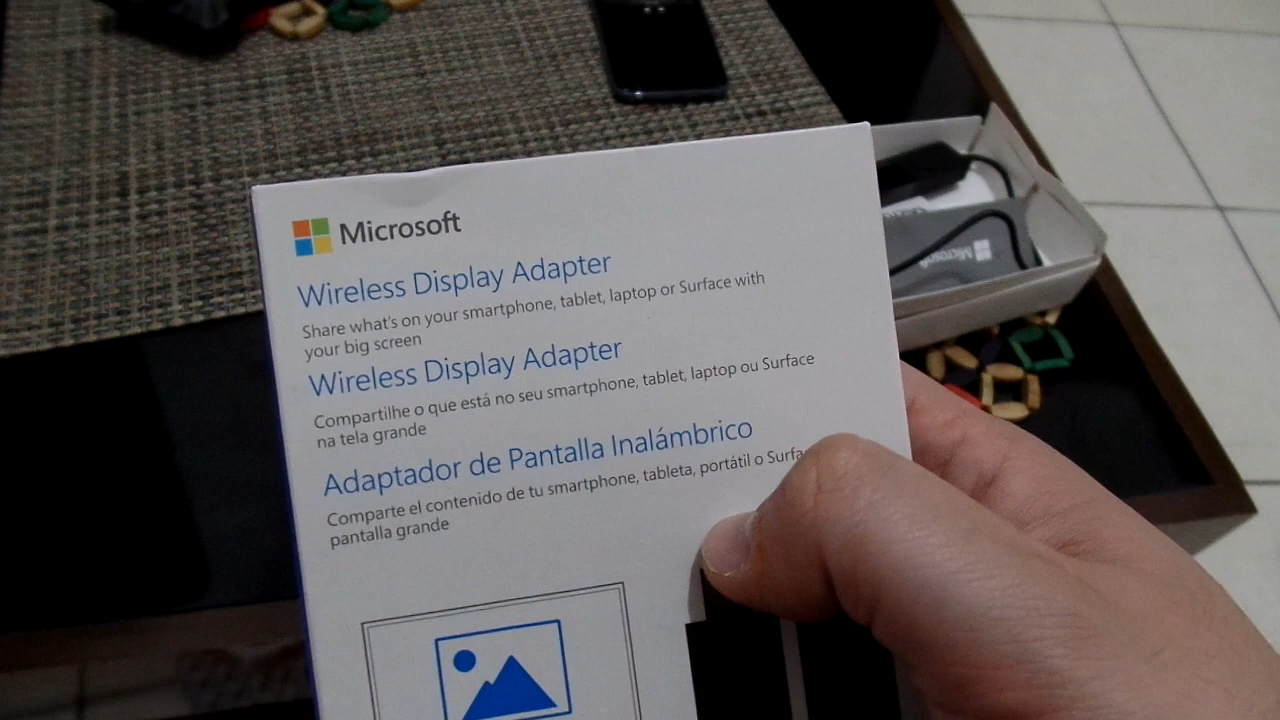 Microsoft
Wireless Display Adapter
Share what's on your smartphone, tablet, laptop or Surface with
your big screen
Wireless Display Adapter
Compartilhe o que está no seu smartphone, tablet, laptop ou Surface
na tela grande
Adaptador de Pantalla Inalámbrico
Comparte el contenido de tu smartphone, tableta, portátil o
pantalla grande
Microsoft